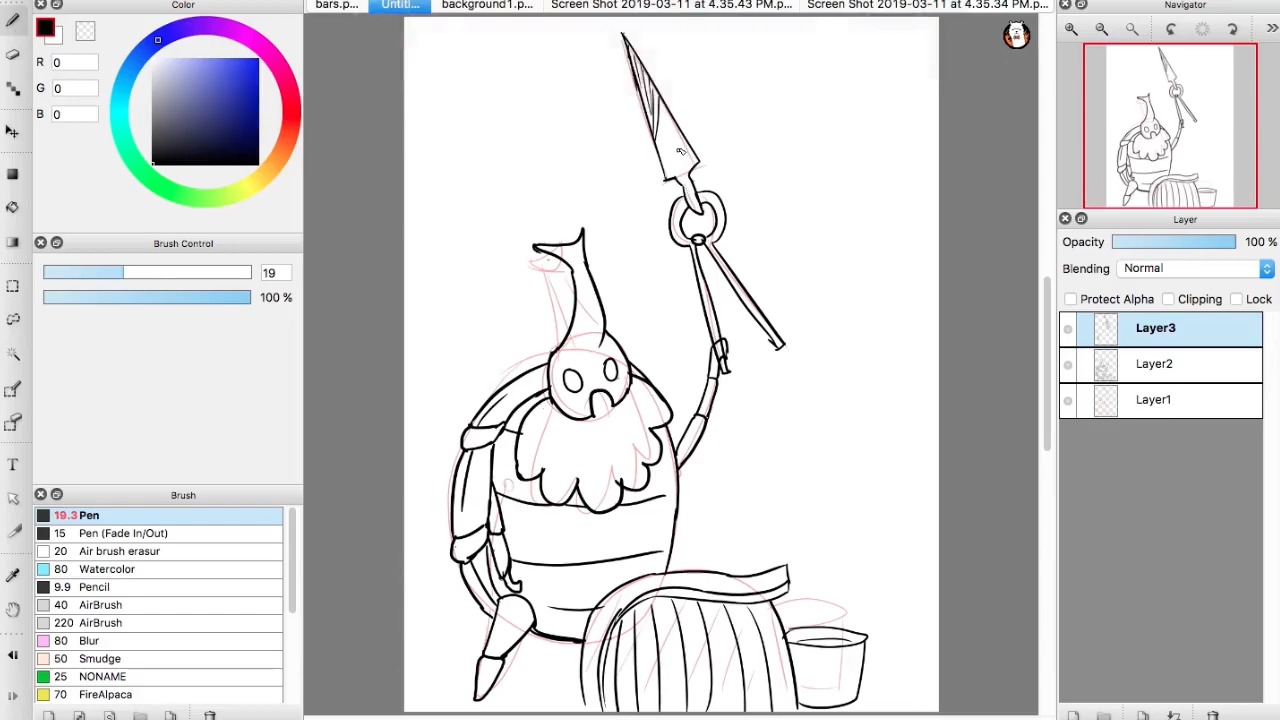 bars.p...
Untitl...
background1.p...
Screen Shot 2019-03-11 at 4.35.43 P...
Screen Shot 2019-03-11 at 4.35.34 PM.p...
Color
R 0
G 0
B 0
Brush Control
19
100 %
Brush
19.3 Pen
15 Pen (Fade In/Out)
20 Air brush erasur
80 Watercolor
9.9 Pencil
40 AirBrush
220 AirBrush
80 Blur
50 Smudge
25 NONAME
70 FireAlpaca
Navigator
Layer
Opacity 100 %
Blending Normal
Protect Alpha Clipping Lock
Layer3
Layer2
Layer1
T